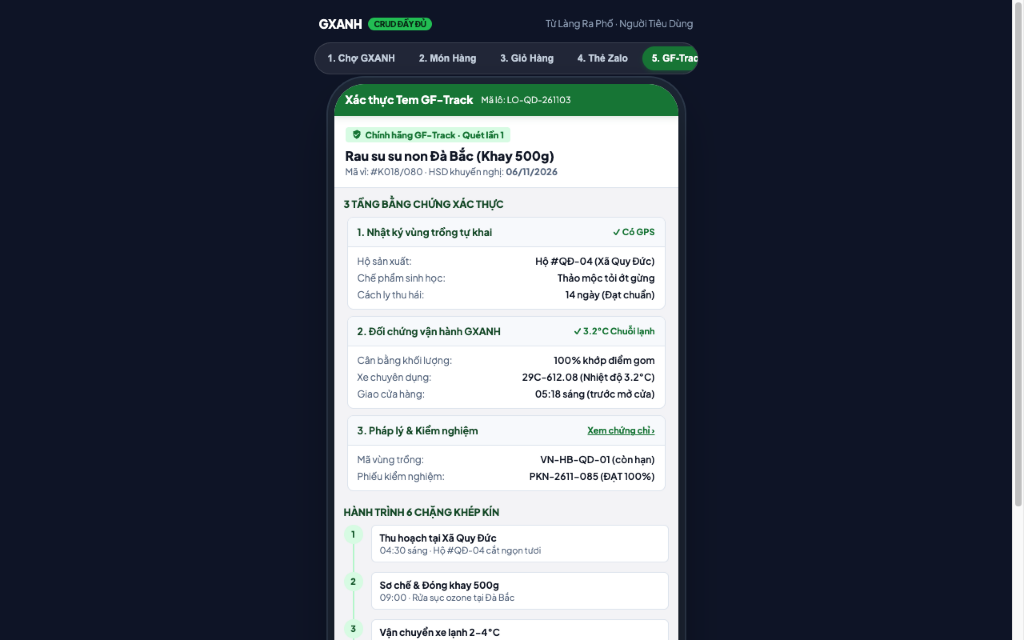 GXANH CRUD ĐẦY ĐỦ Từ Làng Ra Phố · Người Tiêu Dùng
1. Chợ GXANH 2. Món Hàng 3. Giỏ Hàng 4. Thẻ Zalo 5. GF-Trac
Xác thực Tem GF-Track Mã lô: LO-QD-261103
Chính hãng GF-Track · Quét lần 1
Rau su su non Đà Bắc (Khay 500g)
Mã vỉ: #K018/080 · HSD khuyến nghị: 06/11/2026
3 TẦNG BẰNG CHỨNG XÁC THỰC
1. Nhật ký vùng trồng tự khai ✓ Có GPS
Hộ sản xuất: Hộ #QĐ-04 (Xã Quy Đức)
Chế phẩm sinh học: Thảo mộc tỏi ớt gừng
Cách ly thu hái: 14 ngày (Đạt chuẩn)
2. Đối chứng vận hành GXANH ✓ 3.2°C Chuỗi lạnh
Cân bằng khối lượng: 100% khớp điểm gom
Xe chuyên dụng: 29C-612.08 (Nhiệt độ 3.2°C)
Giao cửa hàng: 05:18 sáng (trước mở cửa)
3. Pháp lý & Kiểm nghiệm Xem chứng chỉ ›
Mã vùng trồng: VN-HB-QD-01 (còn hạn)
Phiếu kiểm nghiệm: PKN-2611-085 (ĐẠT 100%)
HÀNH TRÌNH 6 CHẶNG KHÉP KÍN
1 Thu hoạch tại Xã Quy Đức
04:30 sáng · Hộ #QĐ-04 cắt ngọn tươi
2 Sơ chế & Đóng khay 500g
09:00 · Rửa sục ozone tại Đà Bắc
3 Vận chuyển xe lạnh 2-4°C